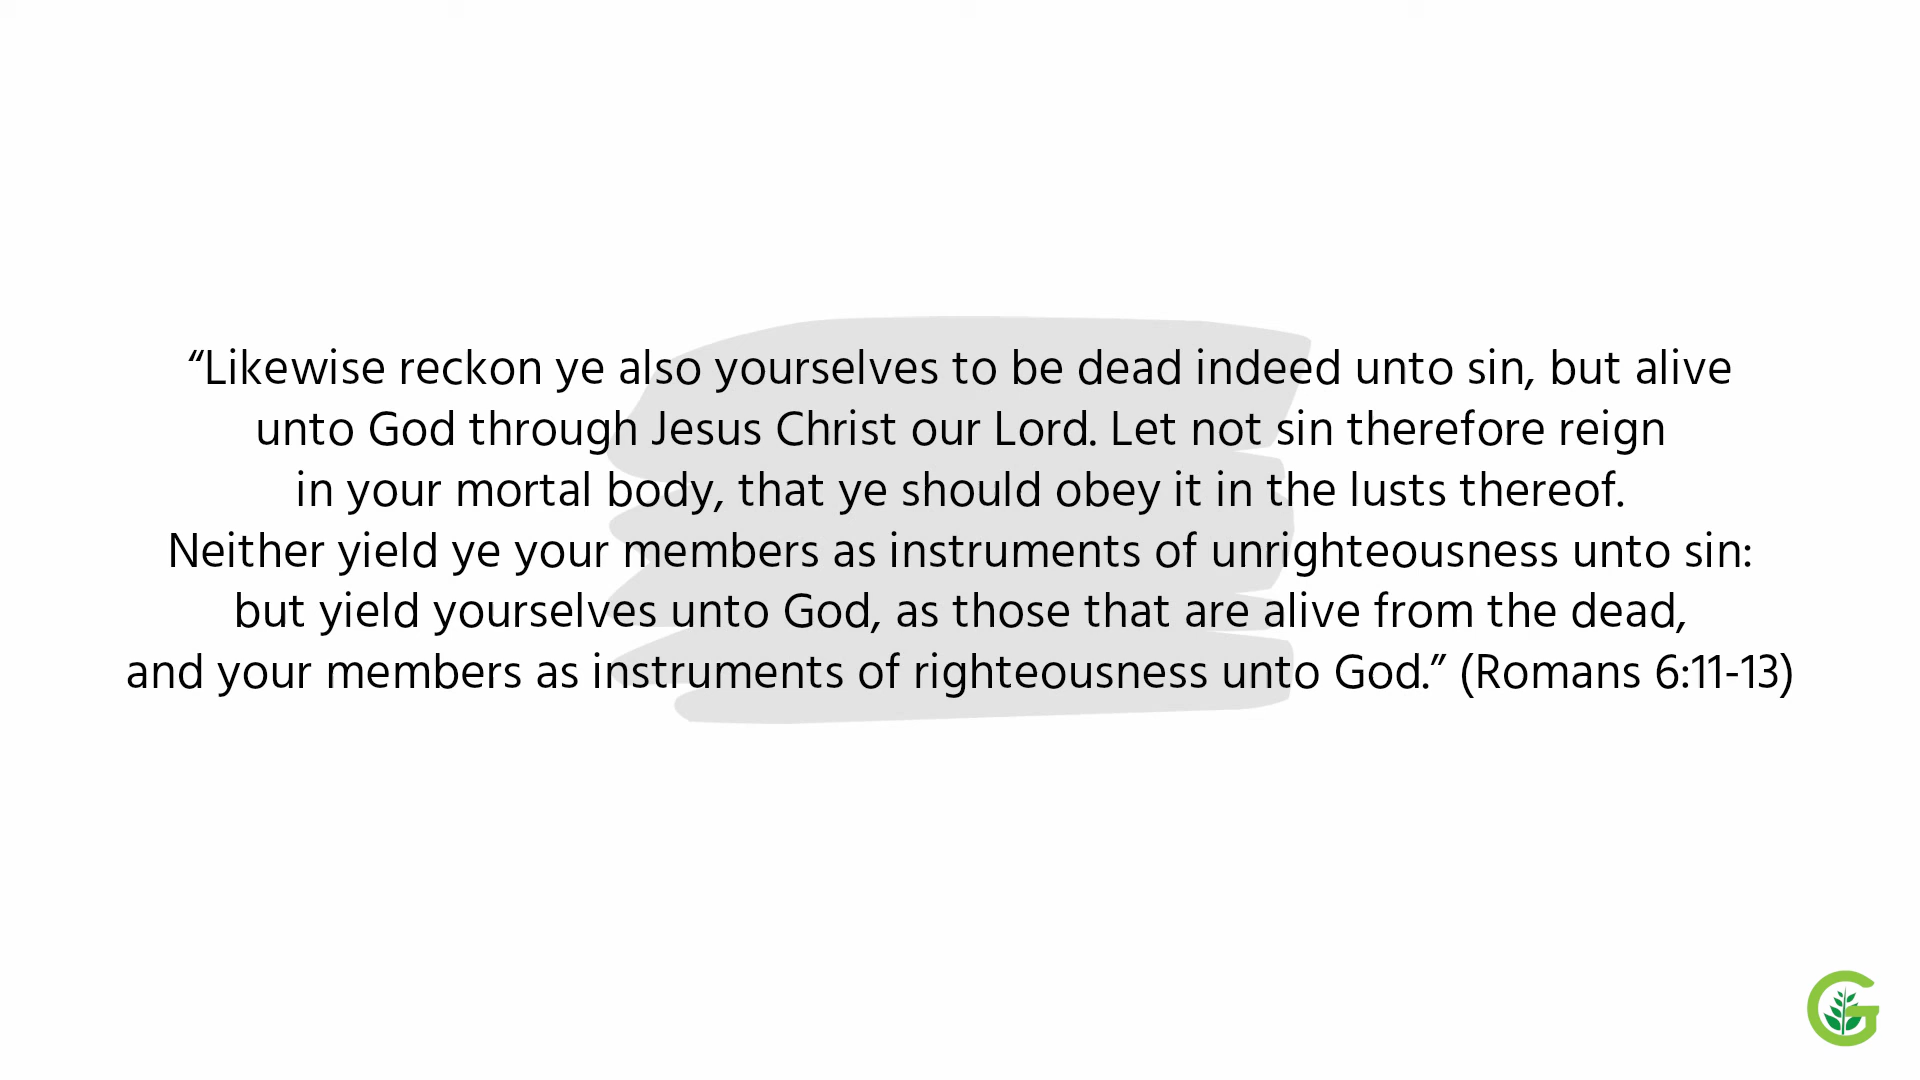 “Likewise reckon ye also yourselves to be dead indeed unto sin, but alive
unto God through Jesus Christ our Lord. Let not sin therefore reign
in your mortal body, that ye should obey it in the lusts thereof.
Neither yield ye your members as instruments of unrighteousness unto sin:
but yield yourselves unto God, as those that are alive from the dead,
and your members as instruments of righteousness unto God.” (Romans 6:11-13)
G